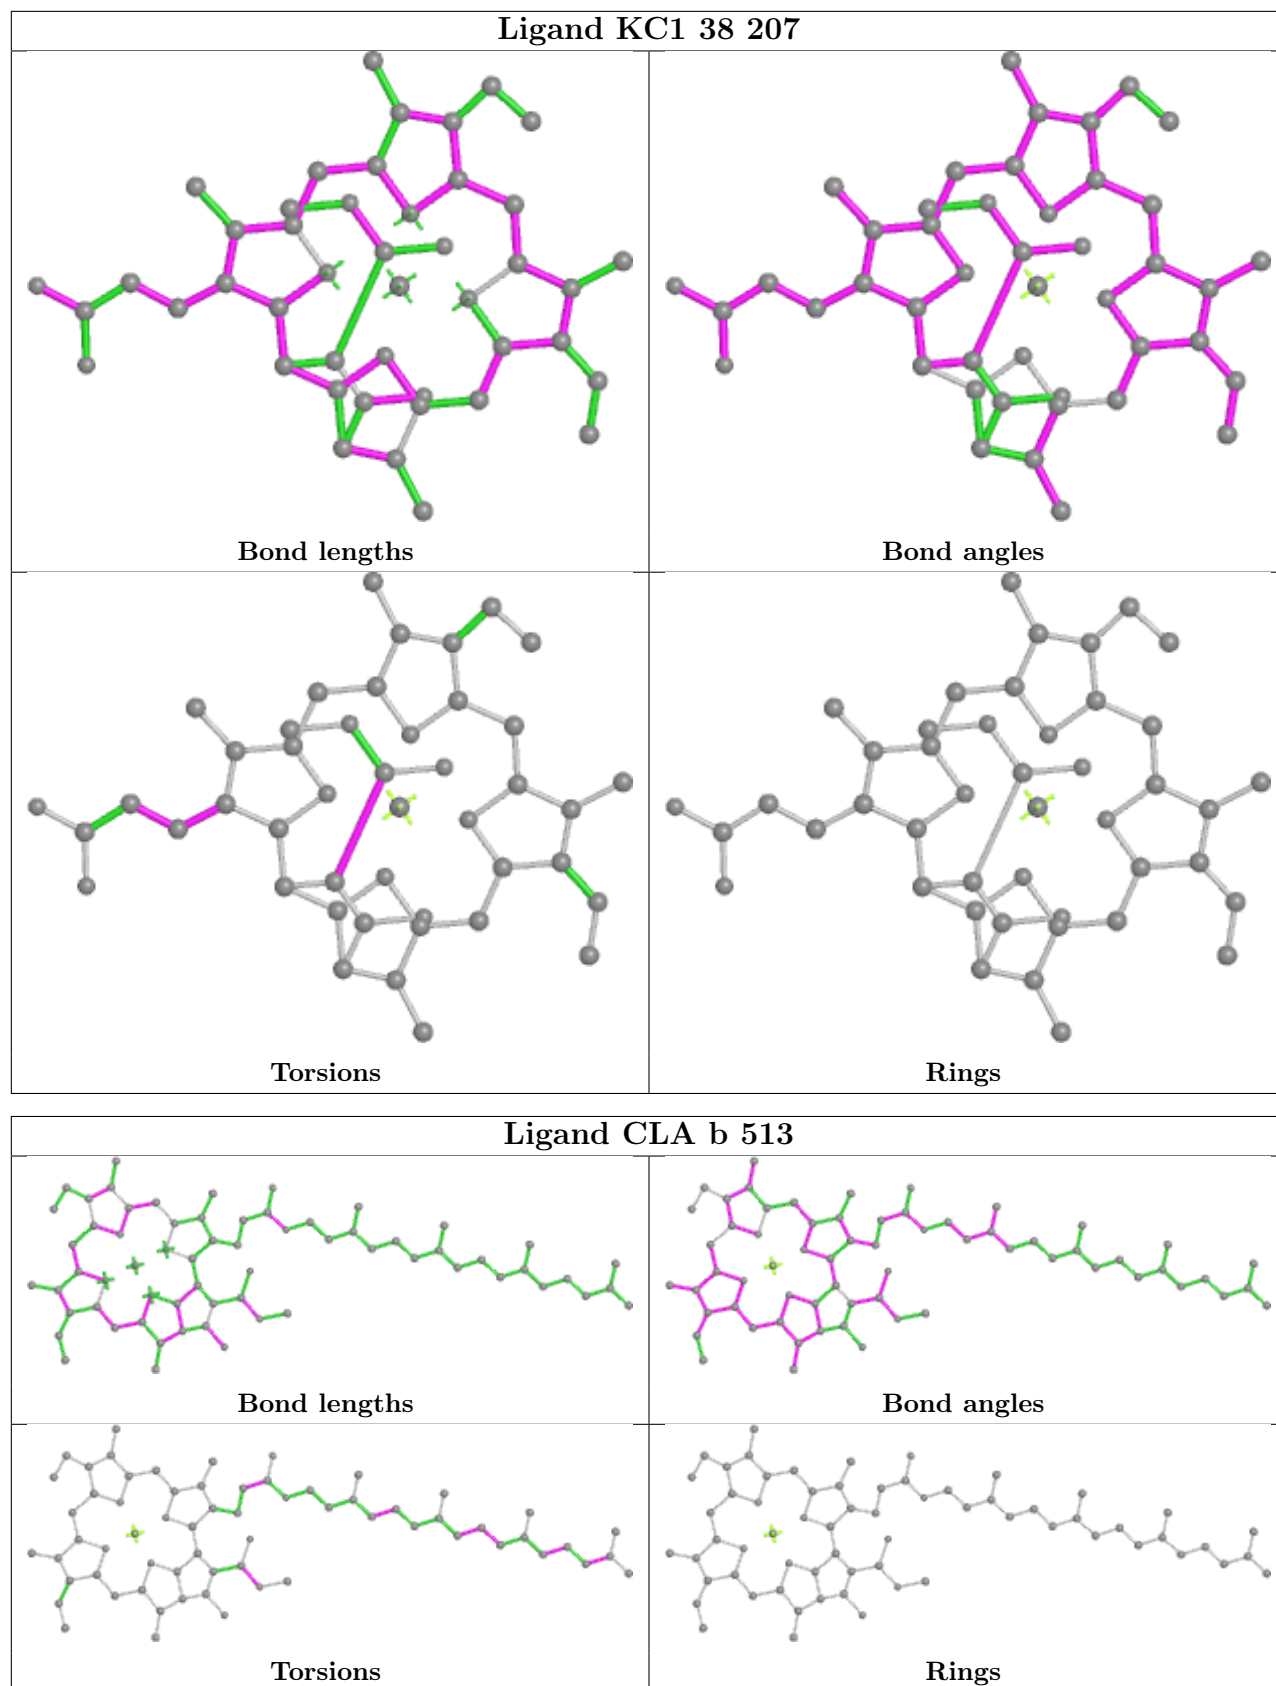 Ligand KC1 38 207
Bond lengths
Bond angles
Torsions
Rings
Ligand CLA b 513
Bond lengths
Bond angles
Torsions
Rings